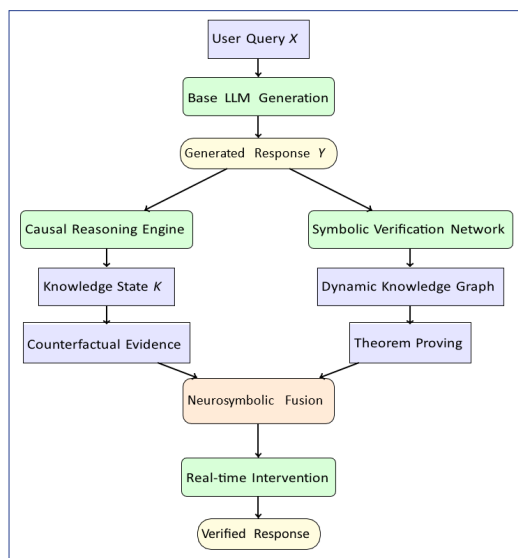 User Query X
Base LLM Generation
Generated Response Y
Causal Reasoning Engine
Symbolic Verification Network
Knowledge State K
Dynamic Knowledge Graph
Counterfactual Evidence
Theorem Proving
Neurosymbolic Fusion
Real-time Intervention
Verified Response